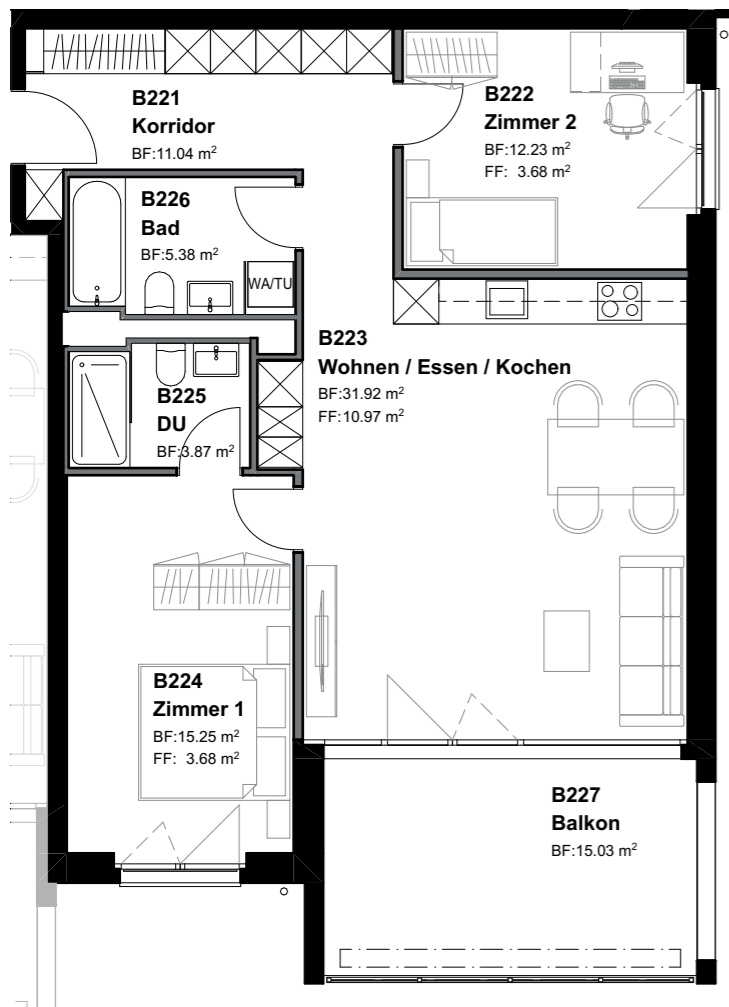 B221
Korridor
BF:11.04 m²
B222
Zimmer 2
BF:12.23 m²
FF: 3.68 m²
B226
Bad
BF:5.38 m²
WA/TU
B223
Wohnen / Essen / Kochen
BF:31.92 m²
FF:10.97 m²
B225
DU
BF:3.87 m²
B224
Zimmer 1
BF:15.25 m²
FF: 3.68 m²
B227
Balkon
BF:15.03 m²